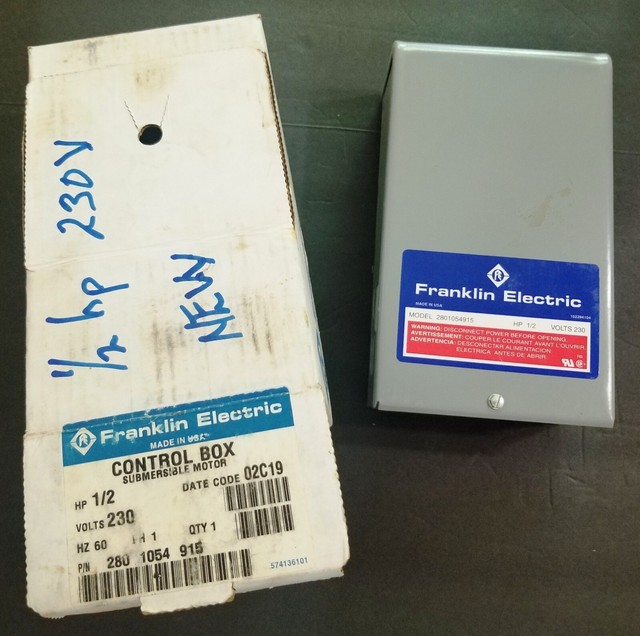 1/2 hp 230V
NEW
Franklin Electric
MADE IN USA
CONTROL BOX
SUBMERSIBLE MOTOR
HP 1/2 DATE CODE 02C19
VOLTS 230
HZ 60 PH 1 QTY 1
P/N 280 1054 915
574136101
Franklin Electric
MADE IN USA
MODEL 2801054915 HP 1/2 VOLTS 230
WARNING: DISCONNECT POWER BEFORE OPENING.
AVERTISSEMENT: COUPER LE COURANT AVANT L'OUVRIR
ADVERTENCIA: DESCONECTAR ALIMENTACION
ELECTRICA ANTES DE ABRIR.